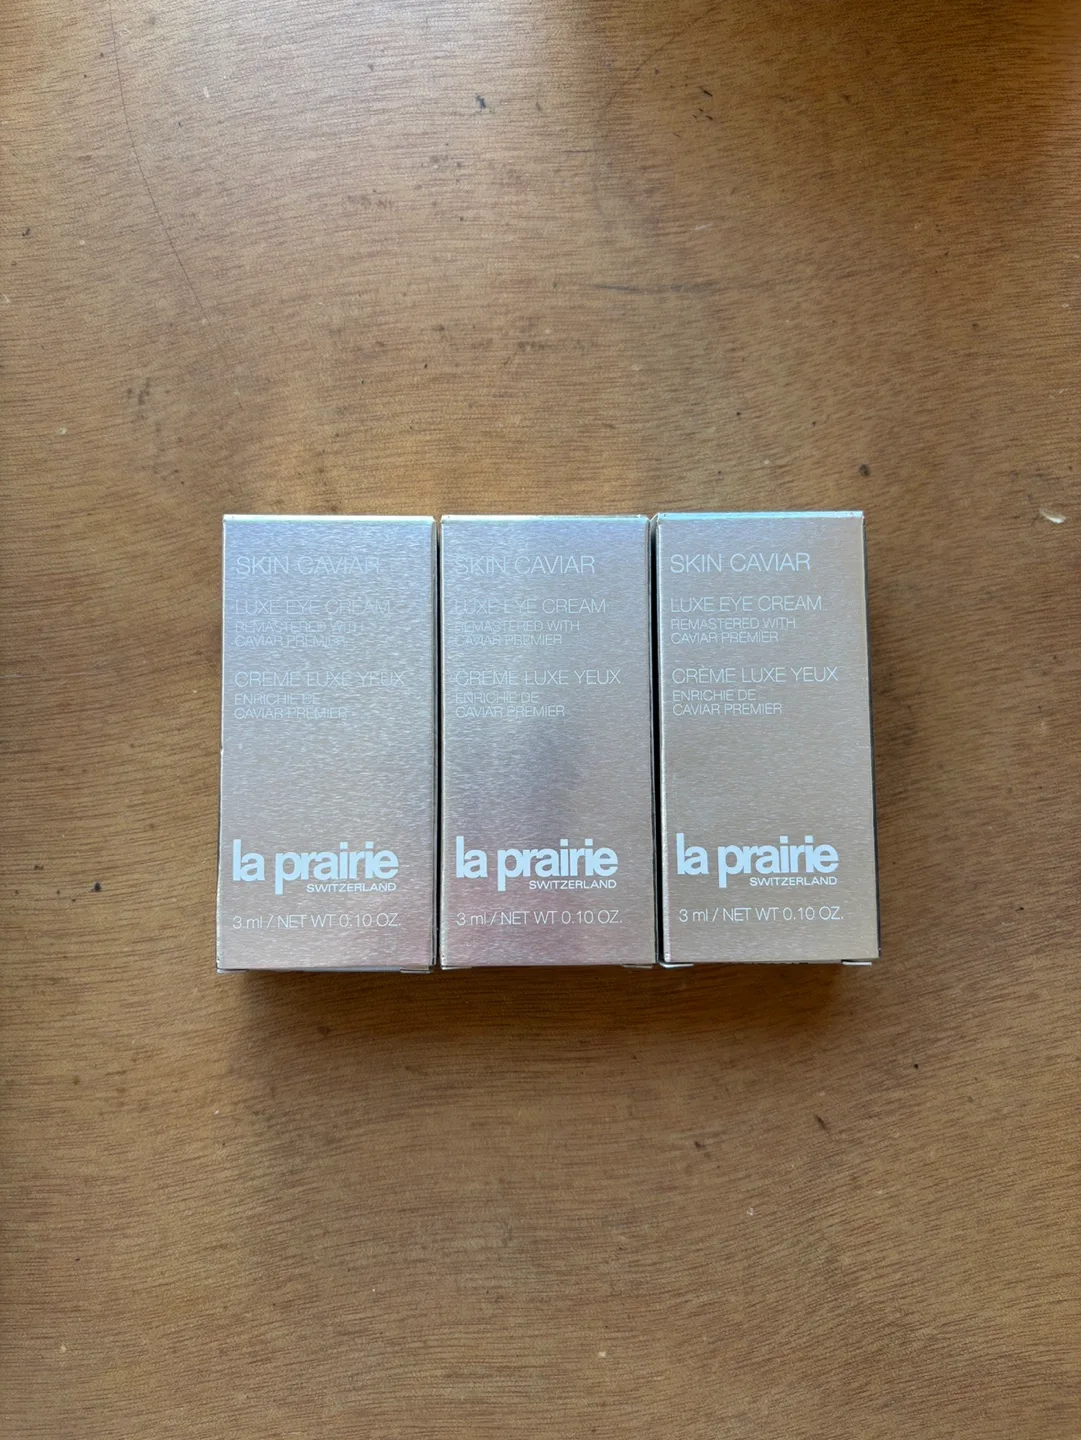 SKIN CAVIAR
LUXE EYE CREAM
REMASTERED WITH
CAVIAR PREMIER
CRÈME LUXE YEUX
ENRICHIE DE
CAVIAR PREMIER
la prairie
SWITZERLAND
3 ml / NET WT 0.10 OZ.
SKIN CAVIAR
LUXE EYE CREAM
REMASTERED WITH
CAVIAR PREMIER
CRÈME LUXE YEUX
ENRICHIE DE
CAVIAR PREMIER
la prairie
SWITZERLAND
3 ml / NET WT 0.10 OZ.
SKIN CAVIAR
LUXE EYE CREAM
REMASTERED WITH
CAVIAR PREMIER
CRÈME LUXE YEUX
ENRICHIE DE
CAVIAR PREMIER
la prairie
SWITZERLAND
3 ml / NET WT 0.10 OZ.